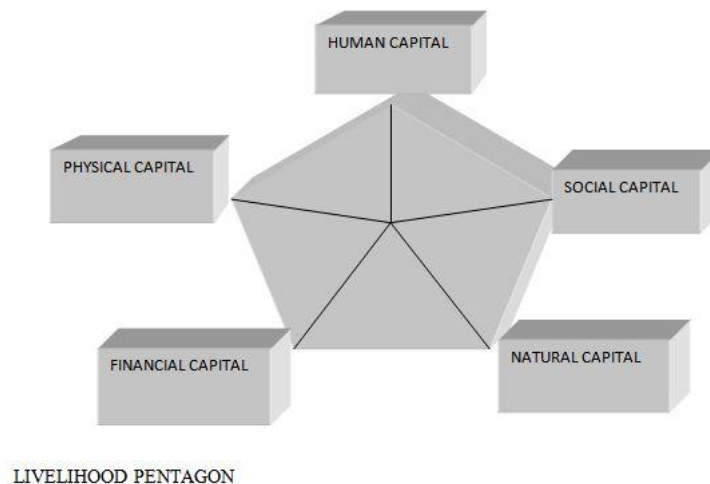 HUMAN CAPITAL
PHYSICAL CAPITAL
SOCIAL CAPITAL
FINANCIAL CAPITAL
NATURAL CAPITAL
LIVELIHOOD PENTAGON